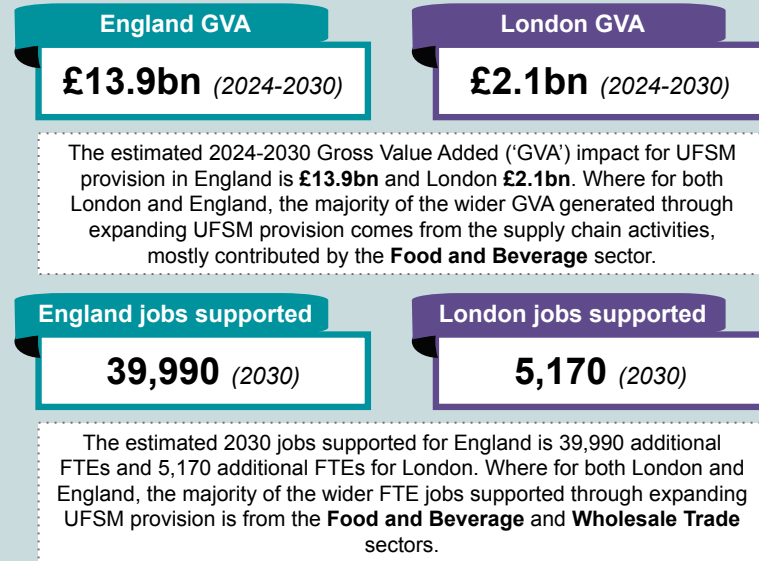 England GVA
London GVA
£13.9bn (2024-2030)
£2.1bn (2024-2030)
The estimated 2024-2030 Gross Value Added (‘GVA’) impact for UFSM
provision in England is £13.9bn and London £2.1bn. Where for both
London and England, the majority of the wider GVA generated through
expanding UFSM provision comes from the supply chain activities,
mostly contributed by the Food and Beverage sector.
England jobs supported
London jobs supported
39,990 (2030)
5,170 (2030)
The estimated 2030 jobs supported for England is 39,990 additional
FTEs and 5,170 additional FTEs for London. Where for both London and
England, the majority of the wider FTE jobs supported through expanding
UFSM provision is from the Food and Beverage and Wholesale Trade
sectors.